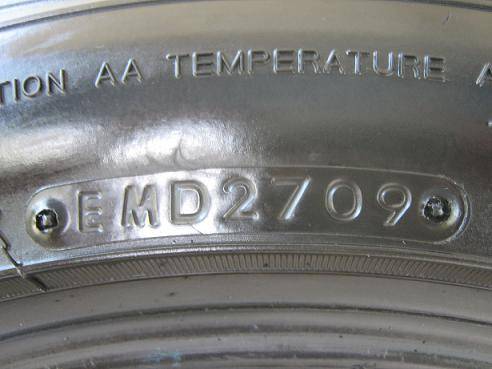 TION AA TEMPERATURE A
EMD2709